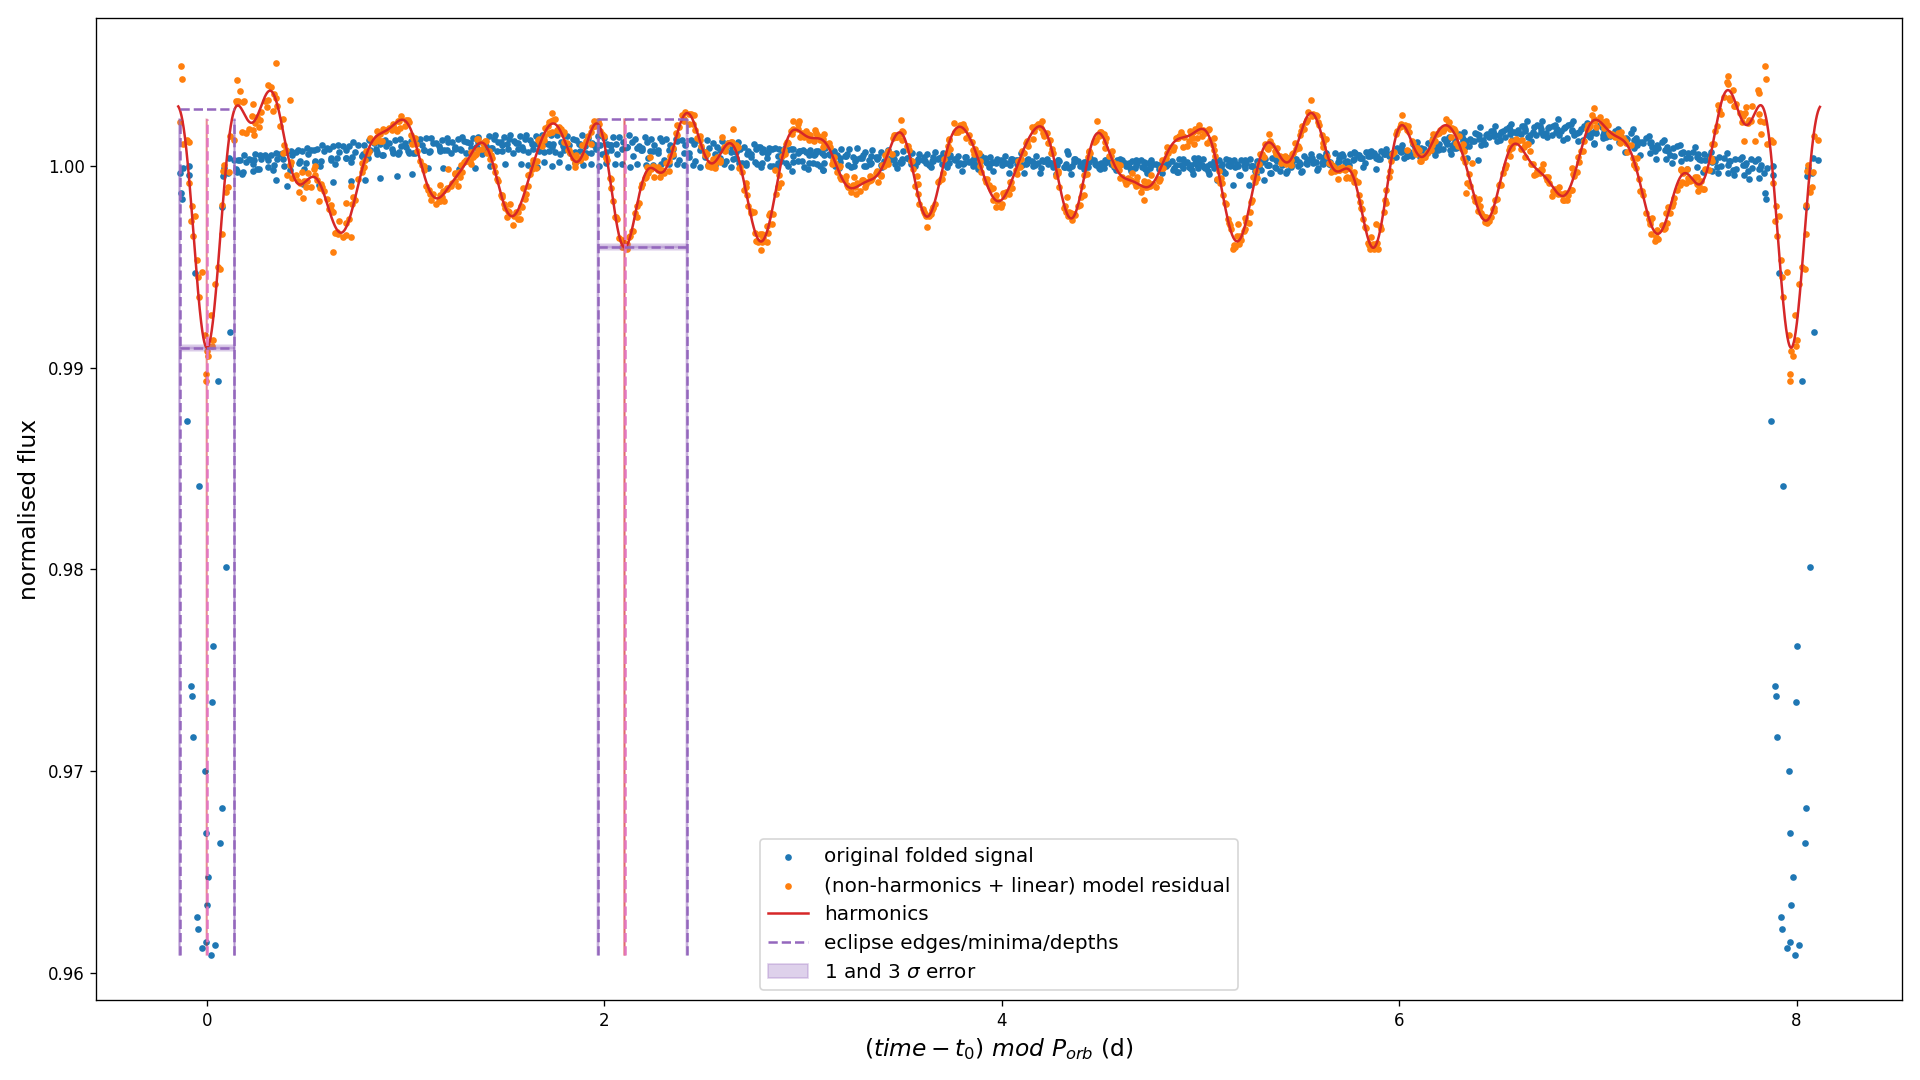 normalised flux
1.00
0.99
0.98
0.97
0.96
original folded signal
(non-harmonics + linear) model residual
harmonics
eclipse edges/minima/depths
1 and 3 σ error
0 2 4 6 8
(time − t₀) mod Pₒᵣᵦ (d)